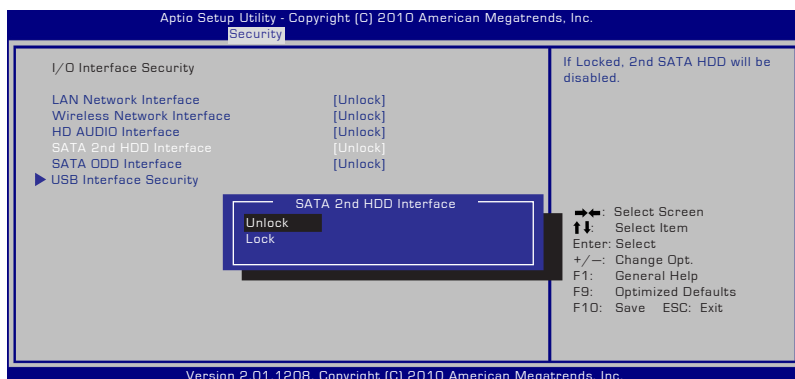 Aptio Setup Utility - Copyright (C) 2010 American Megatrends, Inc.
Security
I/O Interface Security
LAN Network Interface [Unlock]
Wireless Network Interface [Unlock]
HD AUDIO Interface [Unlock]
SATA 2nd HDD Interface [Unlock]
SATA ODD Interface [Unlock]
USB Interface Security
SATA 2nd HDD Interface
Unlock
Lock
If Locked, 2nd SATA HDD will be
disabled.
→←: Select Screen
↑↓: Select Item
Enter: Select
+/—: Change Opt.
F1: General Help
F9: Optimized Defaults
F10: Save ESC: Exit
Version 2.01.1208. Copyright (C) 2010 American Megatrends, Inc.